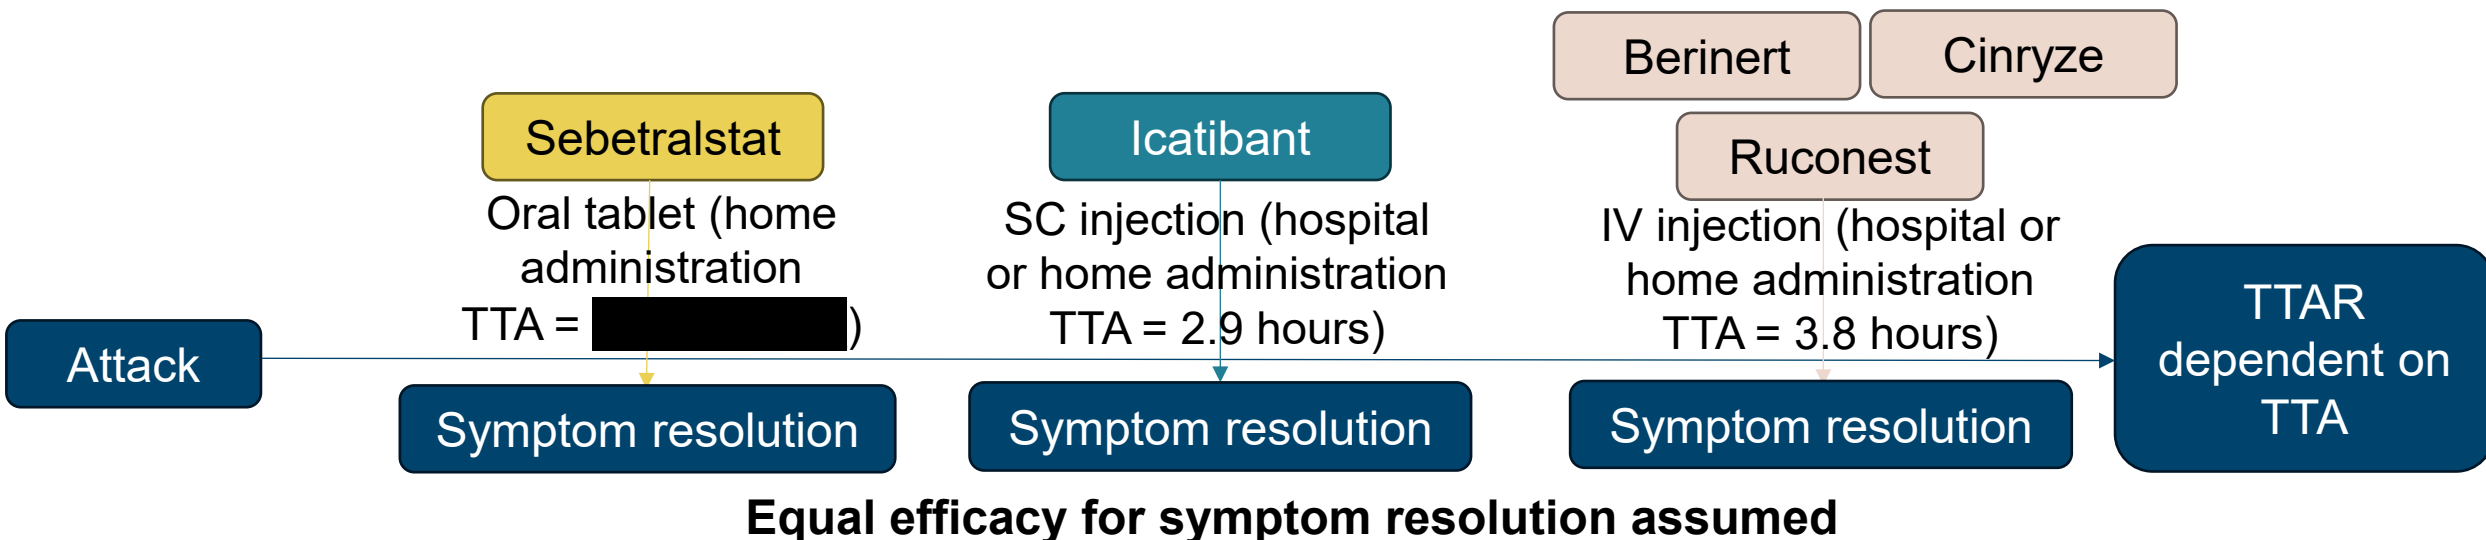 Berinert
Cinryze
Sebetralstat
Icatibant
Ruconest
Oral tablet (home
administration
TTA = )
SC injection (hospital
or home administration
TTA = 2.9 hours)
IV injection (hospital or
home administration
TTA = 3.8 hours)
Attack
Symptom resolution
Symptom resolution
Symptom resolution
TTAR
dependent on
TTA
Equal efficacy for symptom resolution assumed